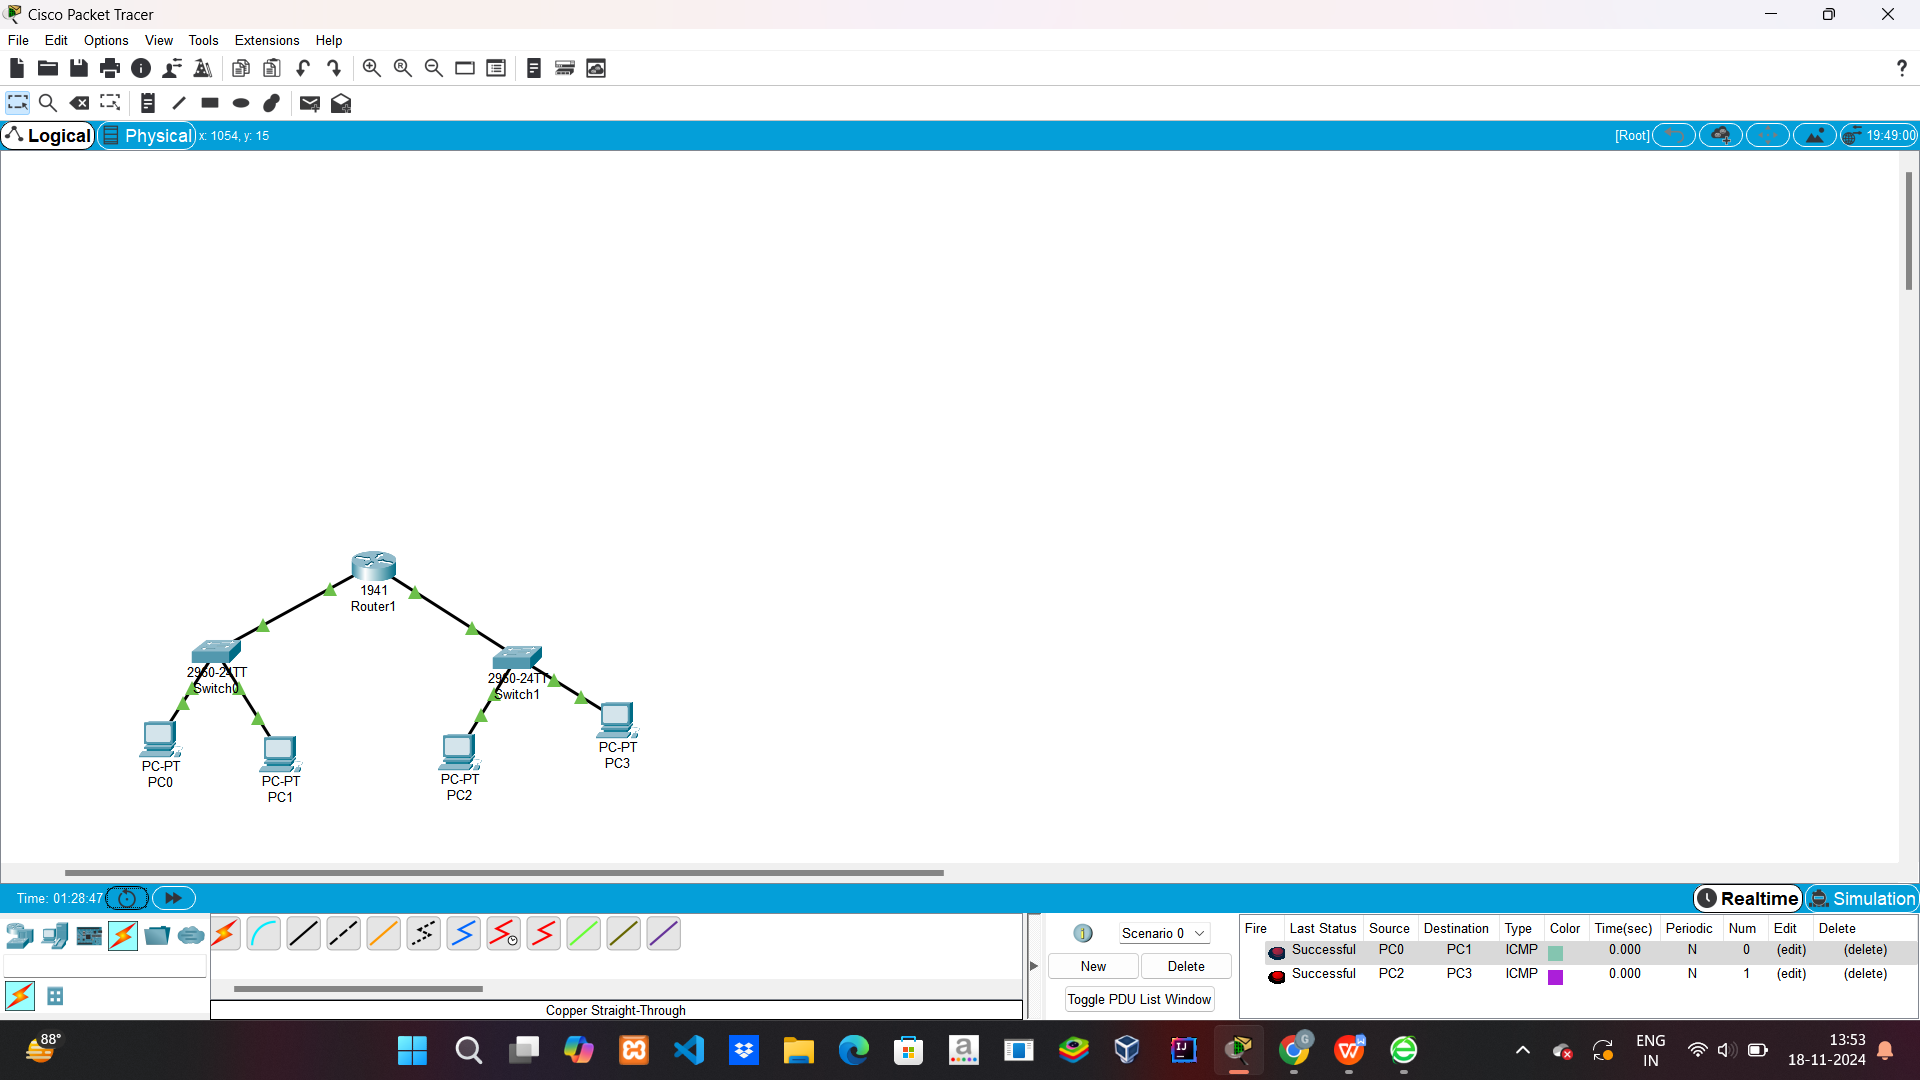 Cisco Packet Tracer
File Edit Options View Tools Extensions Help
?
Logical Physical x: 1054, y: 15 [Root] 19:49:00
1941
Router1
2960-24TT
Switch0
2960-24TT
Switch1
PC-PT
PC0
PC-PT
PC1
PC-PT
PC2
PC-PT
PC3
Time: 01:28:47 Realtime Simulation
Copper Straight-Through
Scenario 0
New Delete
Toggle PDU List Window
Fire Last Status Source Destination Type Color Time(sec) Periodic Num Edit Delete
Successful PC0 PC1 ICMP 0.000 N 0 (edit) (delete)
Successful PC2 PC3 ICMP 0.000 N 1 (edit) (delete)
88°
ENG
IN
13:53
18-11-2024